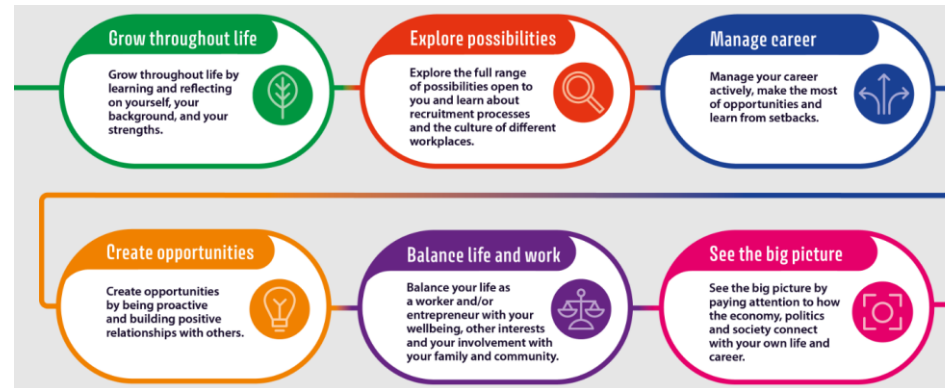 Grow throughout life
Grow throughout life by
learning and reflecting
on yourself, your
background, and your
strengths.
Explore possibilities
Explore the full range
of possibilities open to
you and learn about
recruitment processes
and the culture of different
workplaces.
Manage career
Manage your career
actively, make the most
of opportunities and
learn from setbacks.
Create opportunities
Create opportunities
by being proactive
and building positive
relationships with others.
Balance life and work
Balance your life as
a worker and/or
entrepreneur with your
wellbeing, other interests
and your involvement with
your family and community.
See the big picture
See the big picture by
paying attention to how
the economy, politics
and society connect
with your own life and
career.